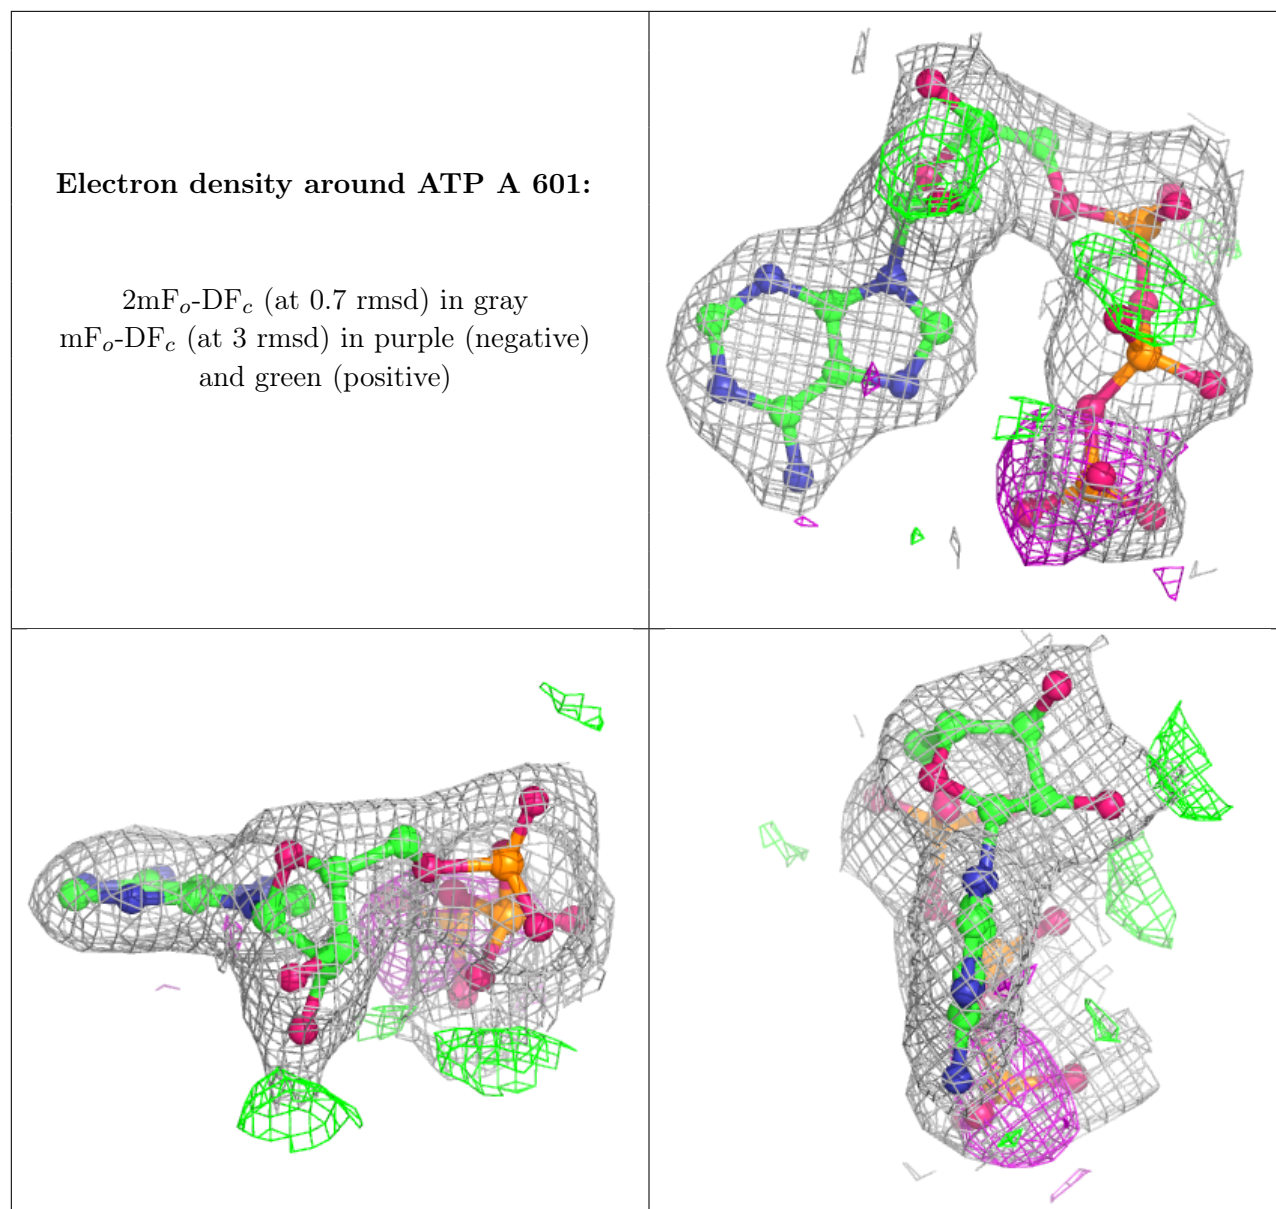 Electron density around ATP A 601:
2mFo-DFc (at 0.7 rmsd) in gray
mFo-DFc (at 3 rmsd) in purple (negative)
and green (positive)